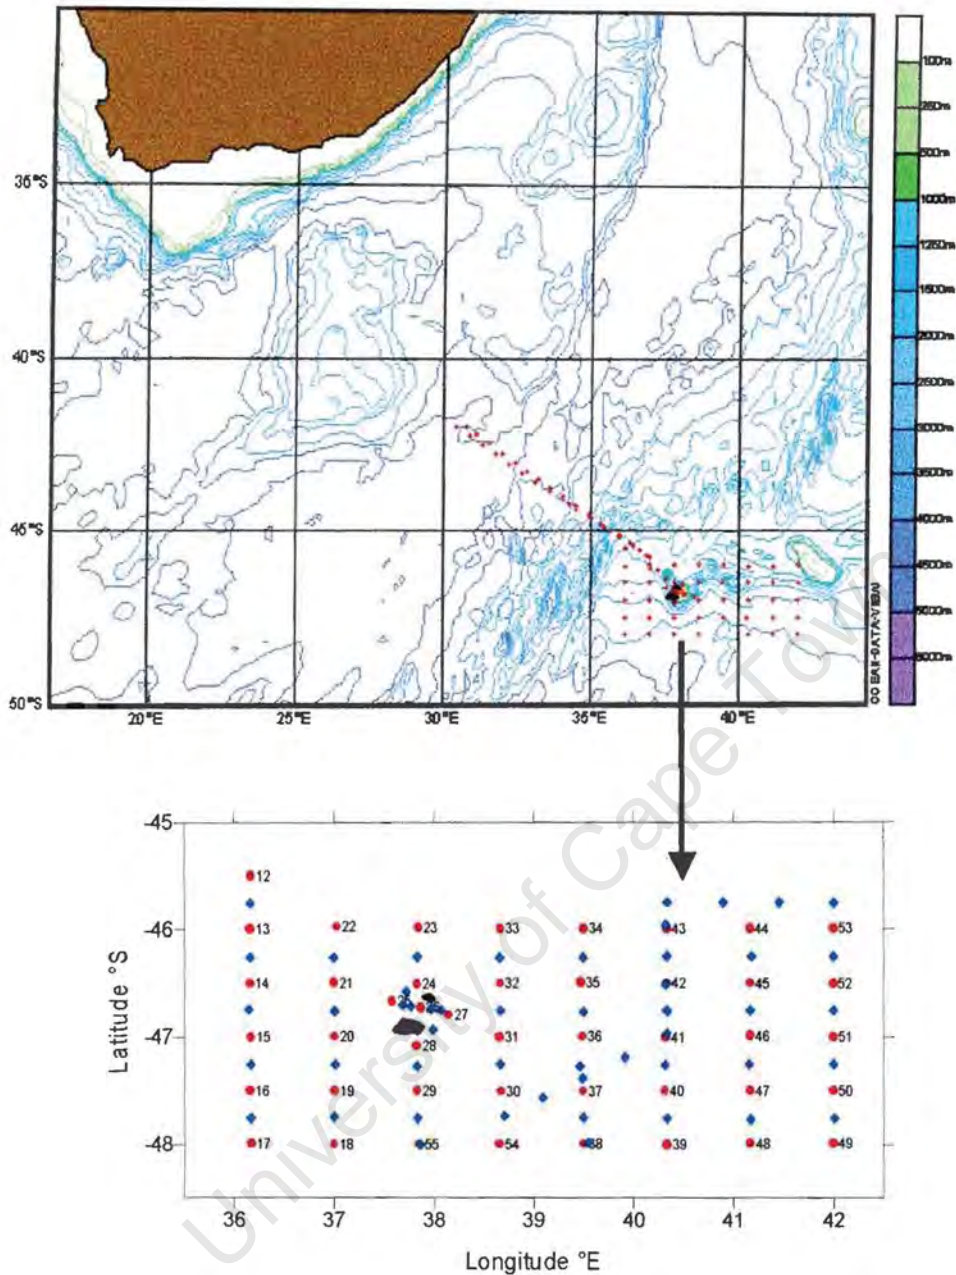 100m
250m
500m
1000m
1250m
1500m
2000m
2500m
3000m
3500m
4000m
4500m
5000m
6000m
35°S
40°S
45°S
50°S
20°E
25°E
30°E
35°E
40°E
University of Cape Town
-45
-46
-47
-48
12
22 23 33 34 43 44 53
13
14 21 24 32 35 42 45 52
27
15 20 28 31 36 41 46 51
16 19 29 30 37 40 47 50
17 18 55 54 38 39 48 49
Latitude °S
36 37 38 39 40 41 42
Longitude °E